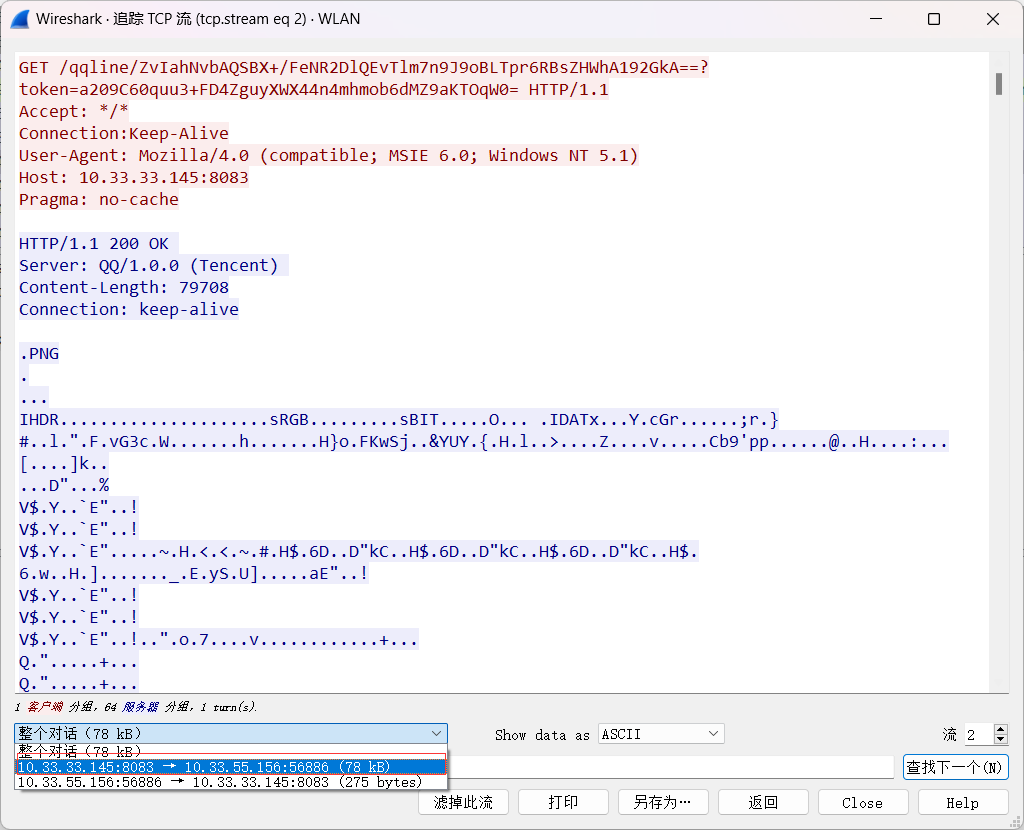 Wireshark · 追踪 TCP 流 (tcp.stream eq 2) · WLAN
GET /qqline/ZvIahNvbAQSBX+/FeNR2DlQEvTlm7n9J9oBLTpr6RBsZHWhA192GkA==?
token=a209C60quu3+FD4ZguyXWX44n4mhmob6dMZ9aKTOqW0= HTTP/1.1
Accept: */*
Connection:Keep-Alive
User-Agent: Mozilla/4.0 (compatible; MSIE 6.0; Windows NT 5.1)
Host: 10.33.33.145:8083
Pragma: no-cache
HTTP/1.1 200 OK
Server: QQ/1.0.0 (Tencent)
Content-Length: 79708
Connection: keep-alive
.PNG
.
...
IHDR.....................sRGB.........sBIT.....O... .IDATx...Y.cGr......;r.}
#..l.".F.vG3c.W.......h.......H}o.FKwSj..&YUY.{.H.l..>....Z....v.....Cb9'pp......@..H....:...
[....]k..
...D"...%
V$.Y..`E"..!
V$.Y..`E"..!
V$.Y..`E".....~.H.<.<.~.#.H$.6D..D"kC..H$.6D..D"kC..H$.6D..D"kC..H$.
6.w..H.]......._.E.yS.U].....aE"..!
V$.Y..`E"..!
V$.Y..`E"..!
V$.Y..`E"..!..".o.7....v............+...
Q.".....+...
Q.".....+...
1 客户端 分组, 64 服务器 分组, 1 turn(s).
整个对话 (78 kB)
Show data as
ASCII
流 2
整个对话 (78 kB)
10.33.33.145:8083 → 10.33.55.156:56886 (78 kB)
10.33.55.156:56886 → 10.33.33.145:8083 (275 bytes)
查找下一个(N)
滤掉此流
打印
另存为…
返回
Close
Help